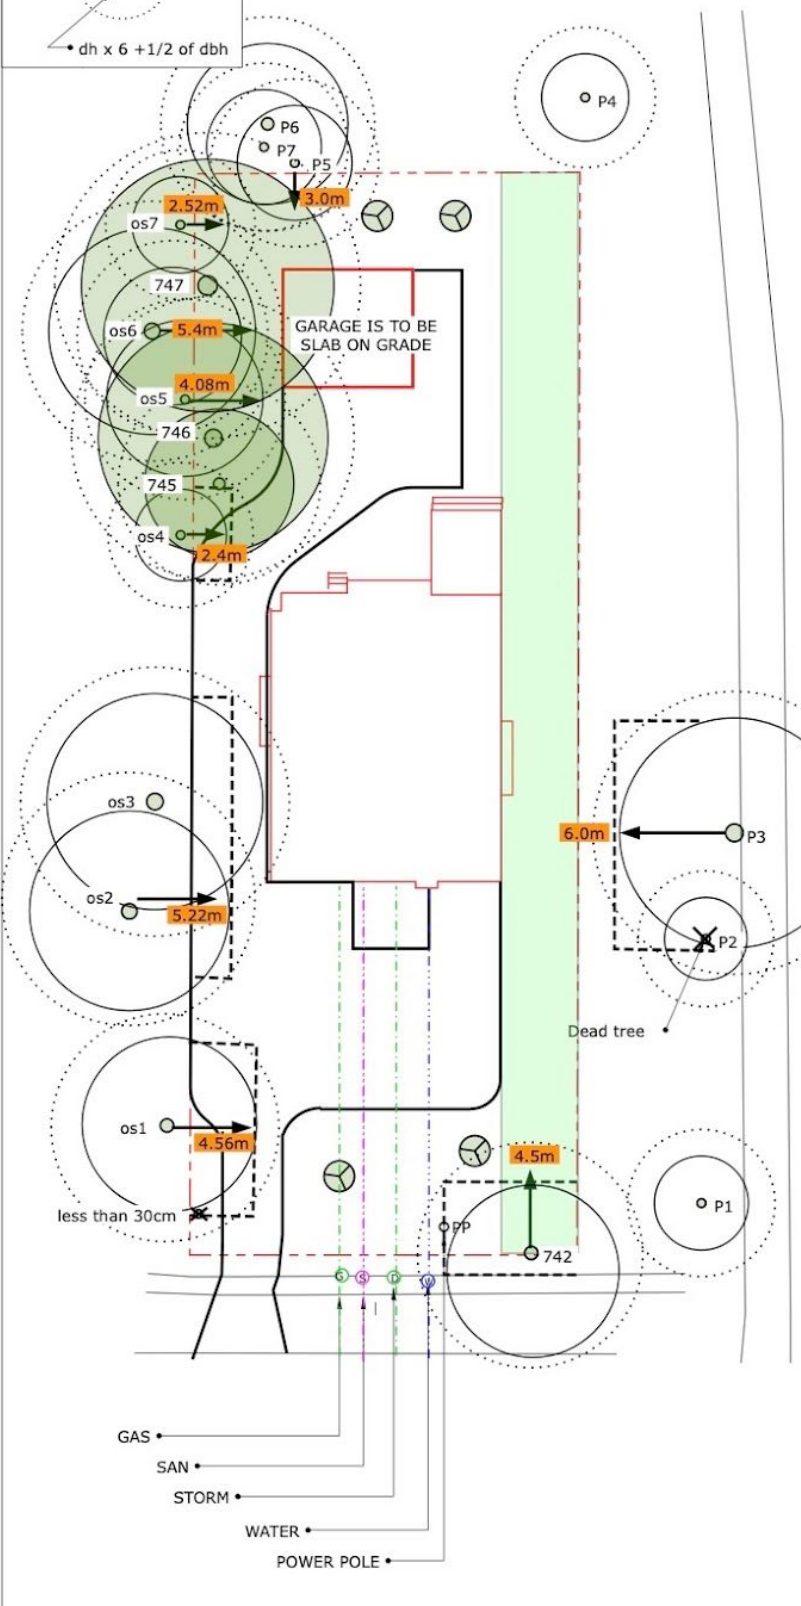 dh x 6 +1/2 of dbh
P4
P6
P7
P5
3.0m
2.52m
os7
747
os6
5.4m
GARAGE IS TO BE
SLAB ON GRADE
4.08m
os5
746
745
os4
2.4m
os3
os2
5.22m
6.0m
P3
P2
Dead tree
os1
4.56m
4.5m
less than 30cm
P1
PP
742
G
S
D
W
GAS
SAN
STORM
WATER
POWER POLE